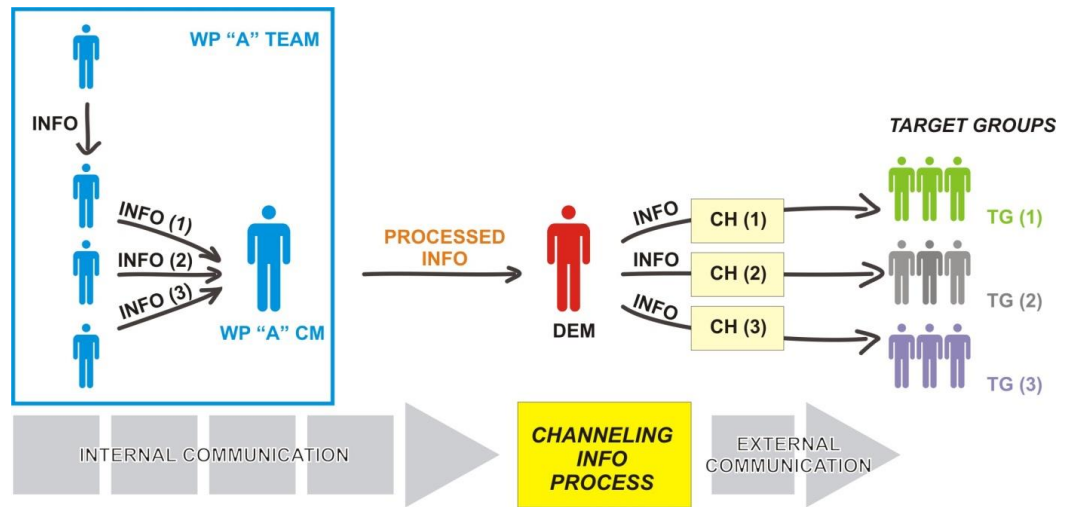 WP “A” TEAM
INFO
INFO (1)
INFO (2)
INFO (3)
WP “A” CM
PROCESSED
INFO
DEM
INFO
CH (1)
INFO
CH (2)
INFO
CH (3)
TARGET GROUPS
TG (1)
TG (2)
TG (3)
INTERNAL COMMUNICATION
CHANNELING
INFO
PROCESS
EXTERNAL
COMMUNICATION